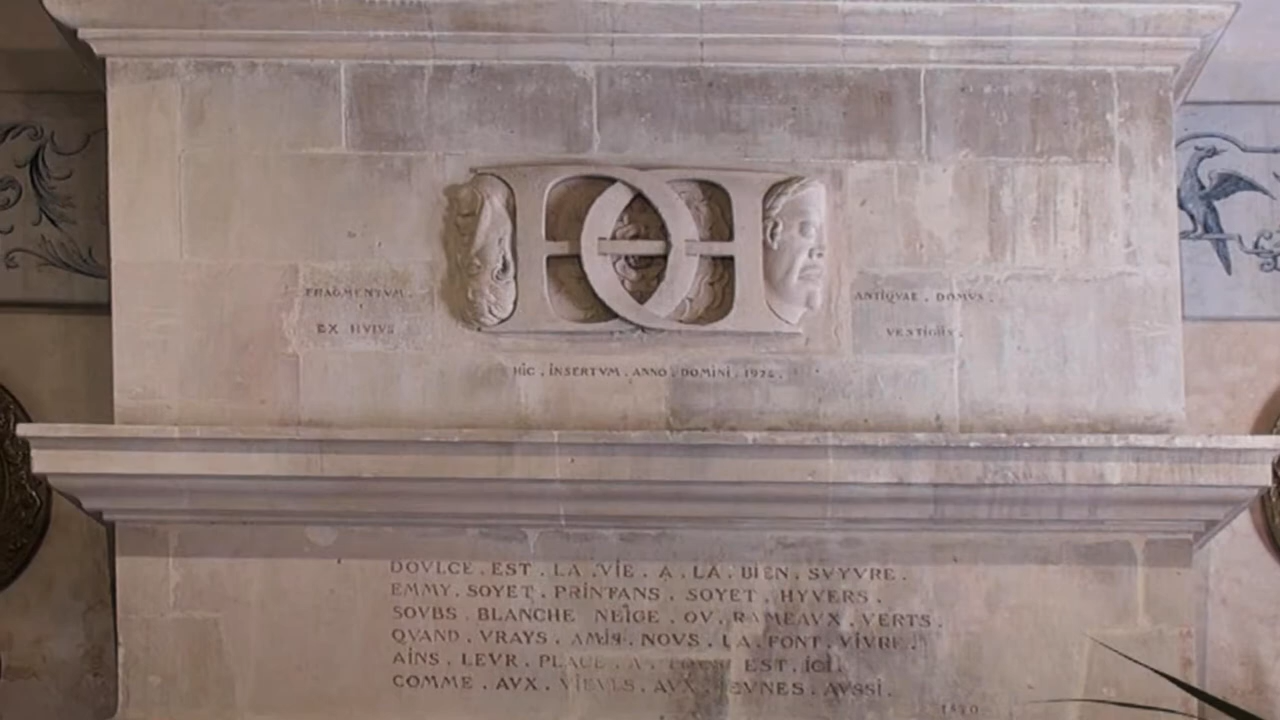 FRAGMENTVM.
EX HVIVS
ANTIQVAE . DOMVS .
VESTIGIIS .
HIC . INSERTVM . ANNO . DOMINI .
DOVLCE . EST . LA . VIE . A . LA . BIEN . SVYVRE .
EMMY . SOYET . PRINTANS . SOYET . HYVERS .
SOVBS . BLANCHE NEIGE . OV . RAMEAVX . VERTS .
QVAND . VRAYS . AMIS . NOVS . LA . FONT . VIVRE .
AINS . LEVR . PLACE . A . EST . ICI .
COMME . AVX . VIEVLS . AVX . IEVNES . AVSSI .